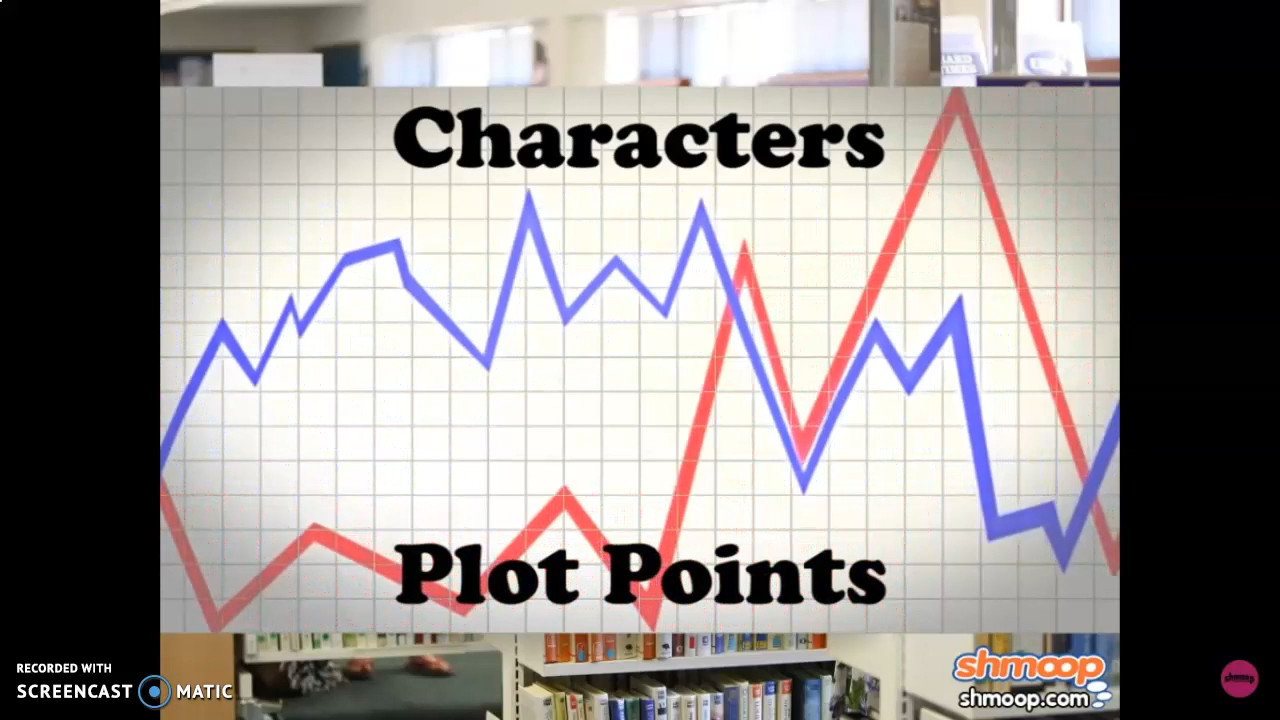 Characters
Plot Points
RECORDED WITH
SCREENCAST MATIC
shmoop
shmoop.com